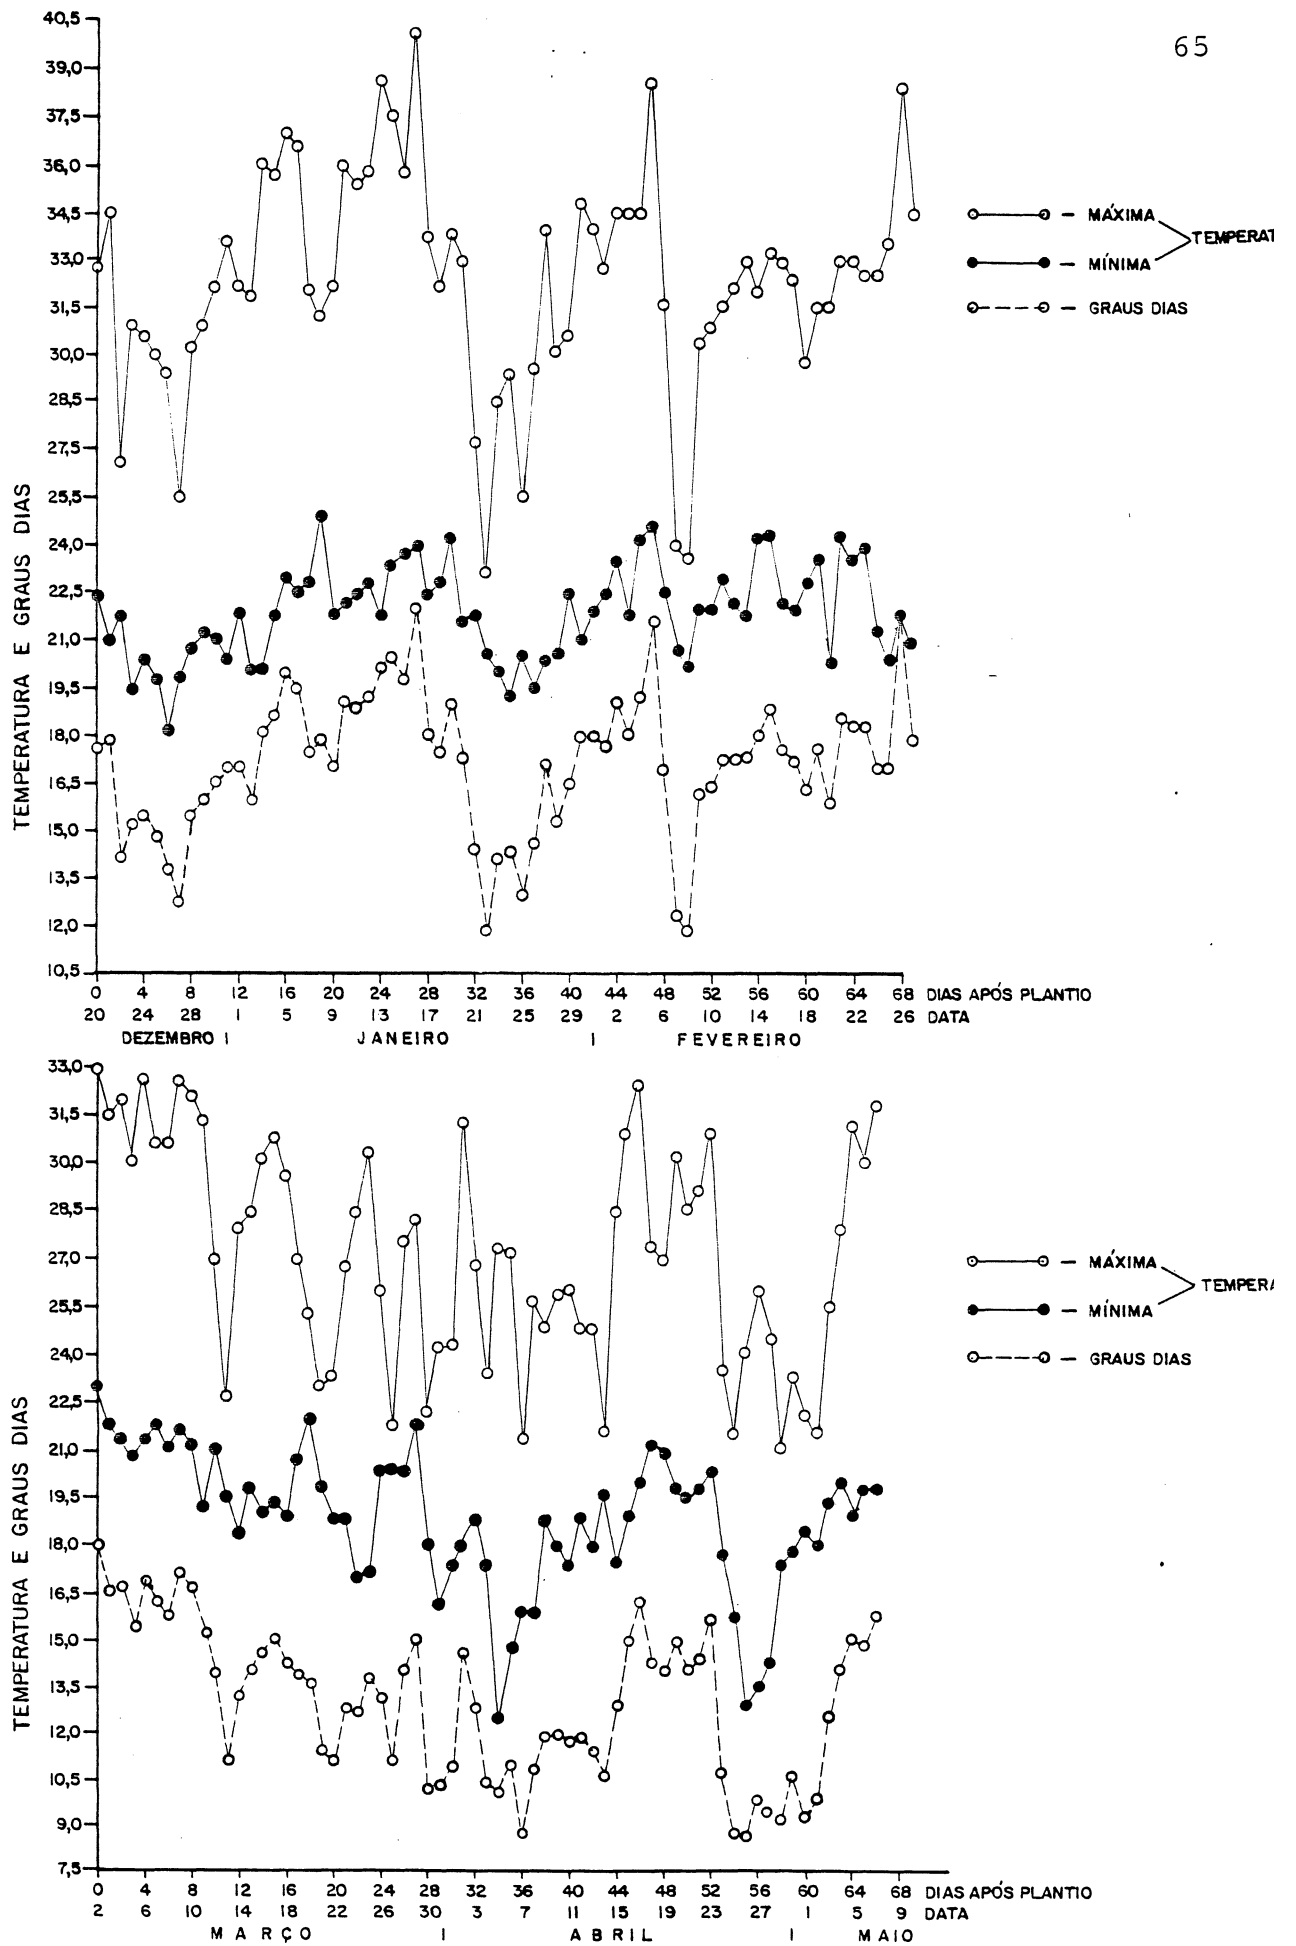 65
40,5
39,0
37,5
36,0
34,5
33,0
31,5
30,0
28,5
27,5
25,5
24,0
22,5
21,0
19,5
18,0
16,5
15,0
13,5
12,0
10,5
TEMPERATURA E GRAUS DIAS
— MÁXIMA
TEMPERAT
— MÍNIMA
— GRAUS DIAS
0 4 8 12 16 20 24 28 32 36 40 44 48 52 56 60 64 68 DIAS APÓS PLANTIO
20 24 28 1 5 9 13 17 21 25 29 2 6 10 14 18 22 26 DATA
DEZEMBRO | JANEIRO | FEVEREIRO
33,0
31,5
30,0
28,5
27,0
25,5
24,0
22,5
21,0
19,5
18,0
16,5
15,0
13,5
12,0
10,5
9,0
7,5
TEMPERATURA E GRAUS DIAS
— MÁXIMA
TEMPER
— MÍNIMA
— GRAUS DIAS
0 4 8 12 16 20 24 28 32 36 40 44 48 52 56 60 64 68 DIAS APÓS PLANTIO
2 6 10 14 18 22 26 30 3 7 11 15 19 23 27 1 5 9 DATA
MARÇO | ABRIL | MAIO